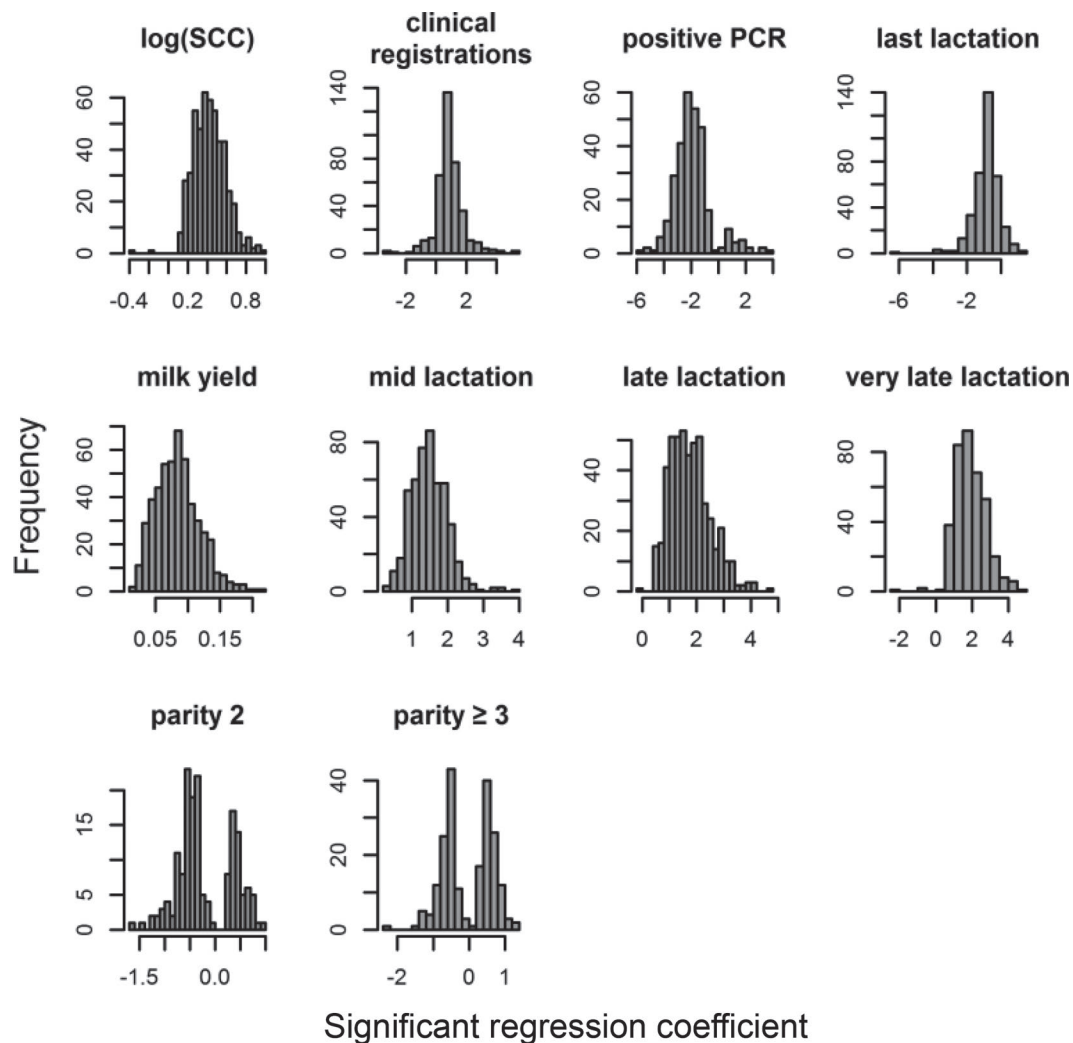 log(SCC)
clinical
registrations
positive PCR
last lactation
0 20 40 60
0 40 80 140
0 20 40 60
0 40 80 140
-0.4 0.2 0.8
-2 2
-6 -2 2
-6 -2
milk yield
mid lactation
late lactation
very late lactation
Frequency
0 20 40 60
0 40 80
0 20 40
0 40 80
0.05 0.15
1 2 3 4
0 2 4
-2 0 2 4
parity 2
parity ≥ 3
0 5 15
0 20 40
-1.5 0.0
-2 0 1
Significant regression coefficient